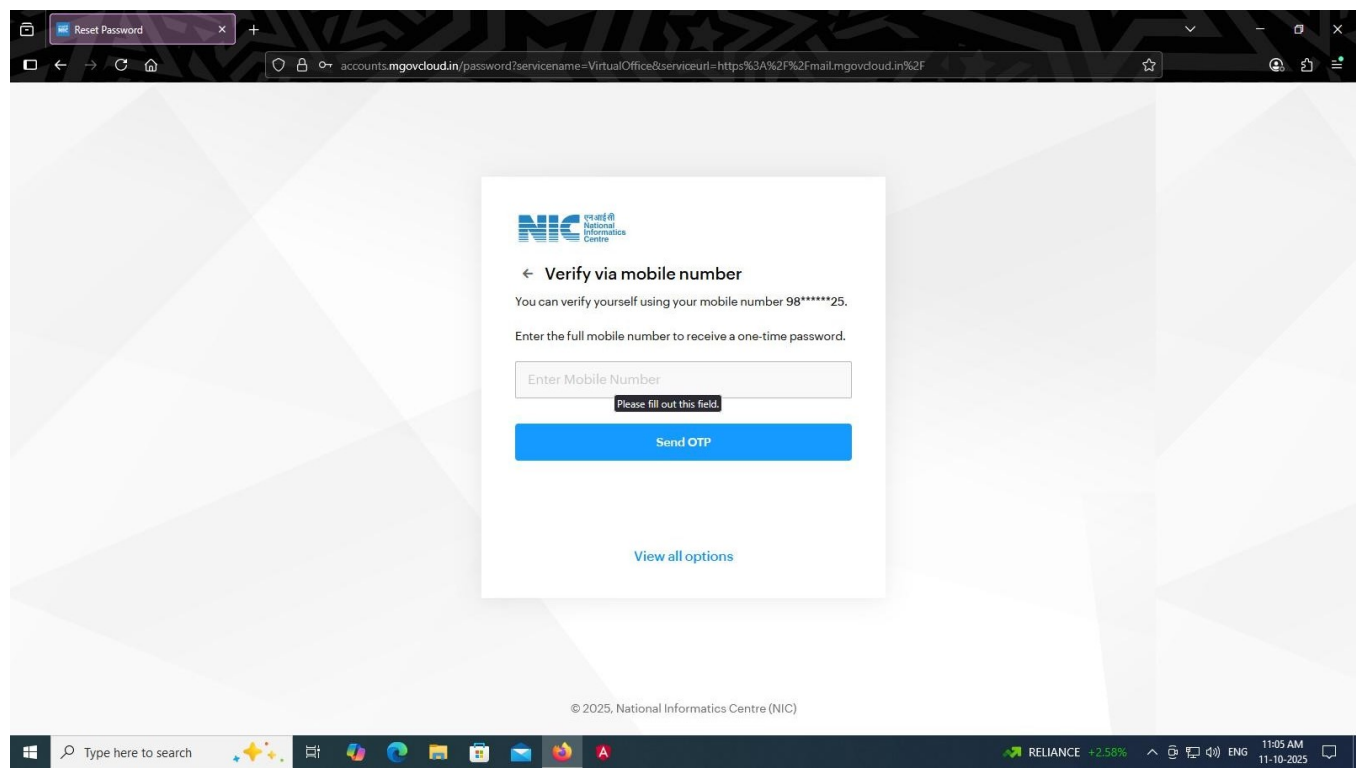 Reset Password
accounts.mgovcloud.in/password?servicename=VirtualOffice&serviceurl=https%3A%2F%2Fmail.mgovcloud.in%2F
NIC
एन आई सी
National
Informatics
Centre
Verify via mobile number
You can verify yourself using your mobile number 98******25.
Enter the full mobile number to receive a one-time password.
Enter Mobile Number
Please fill out this field.
Send OTP
View all options
© 2025, National Informatics Centre (NIC)
Type here to search
RELIANCE +2.58%
ENG
11:05 AM
11-10-2025